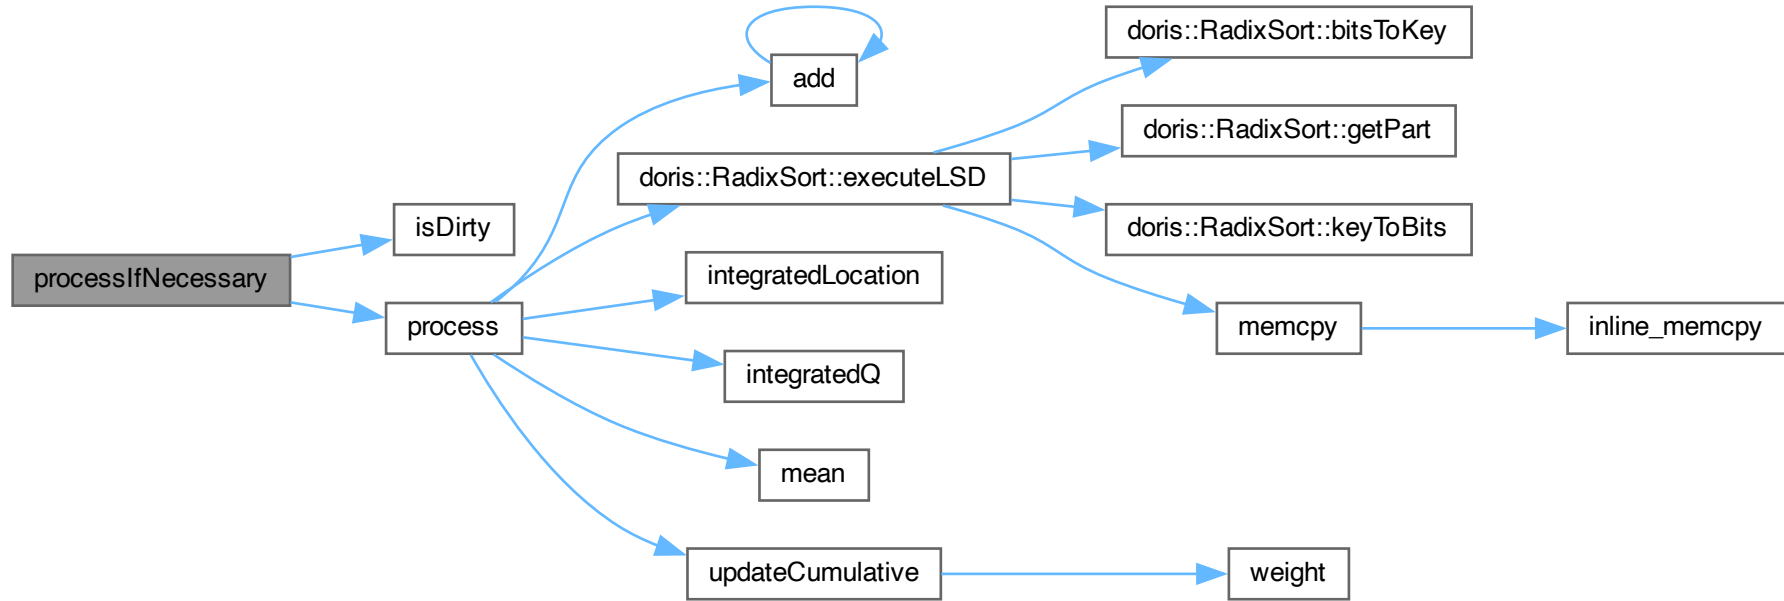 processIfNecessary
isDirty
process
add
doris::RadixSort::executeLSD
integratedLocation
integratedQ
mean
updateCumulative
doris::RadixSort::bitsToKey
doris::RadixSort::getPart
doris::RadixSort::keyToBits
memcpy
inline_memcpy
weight